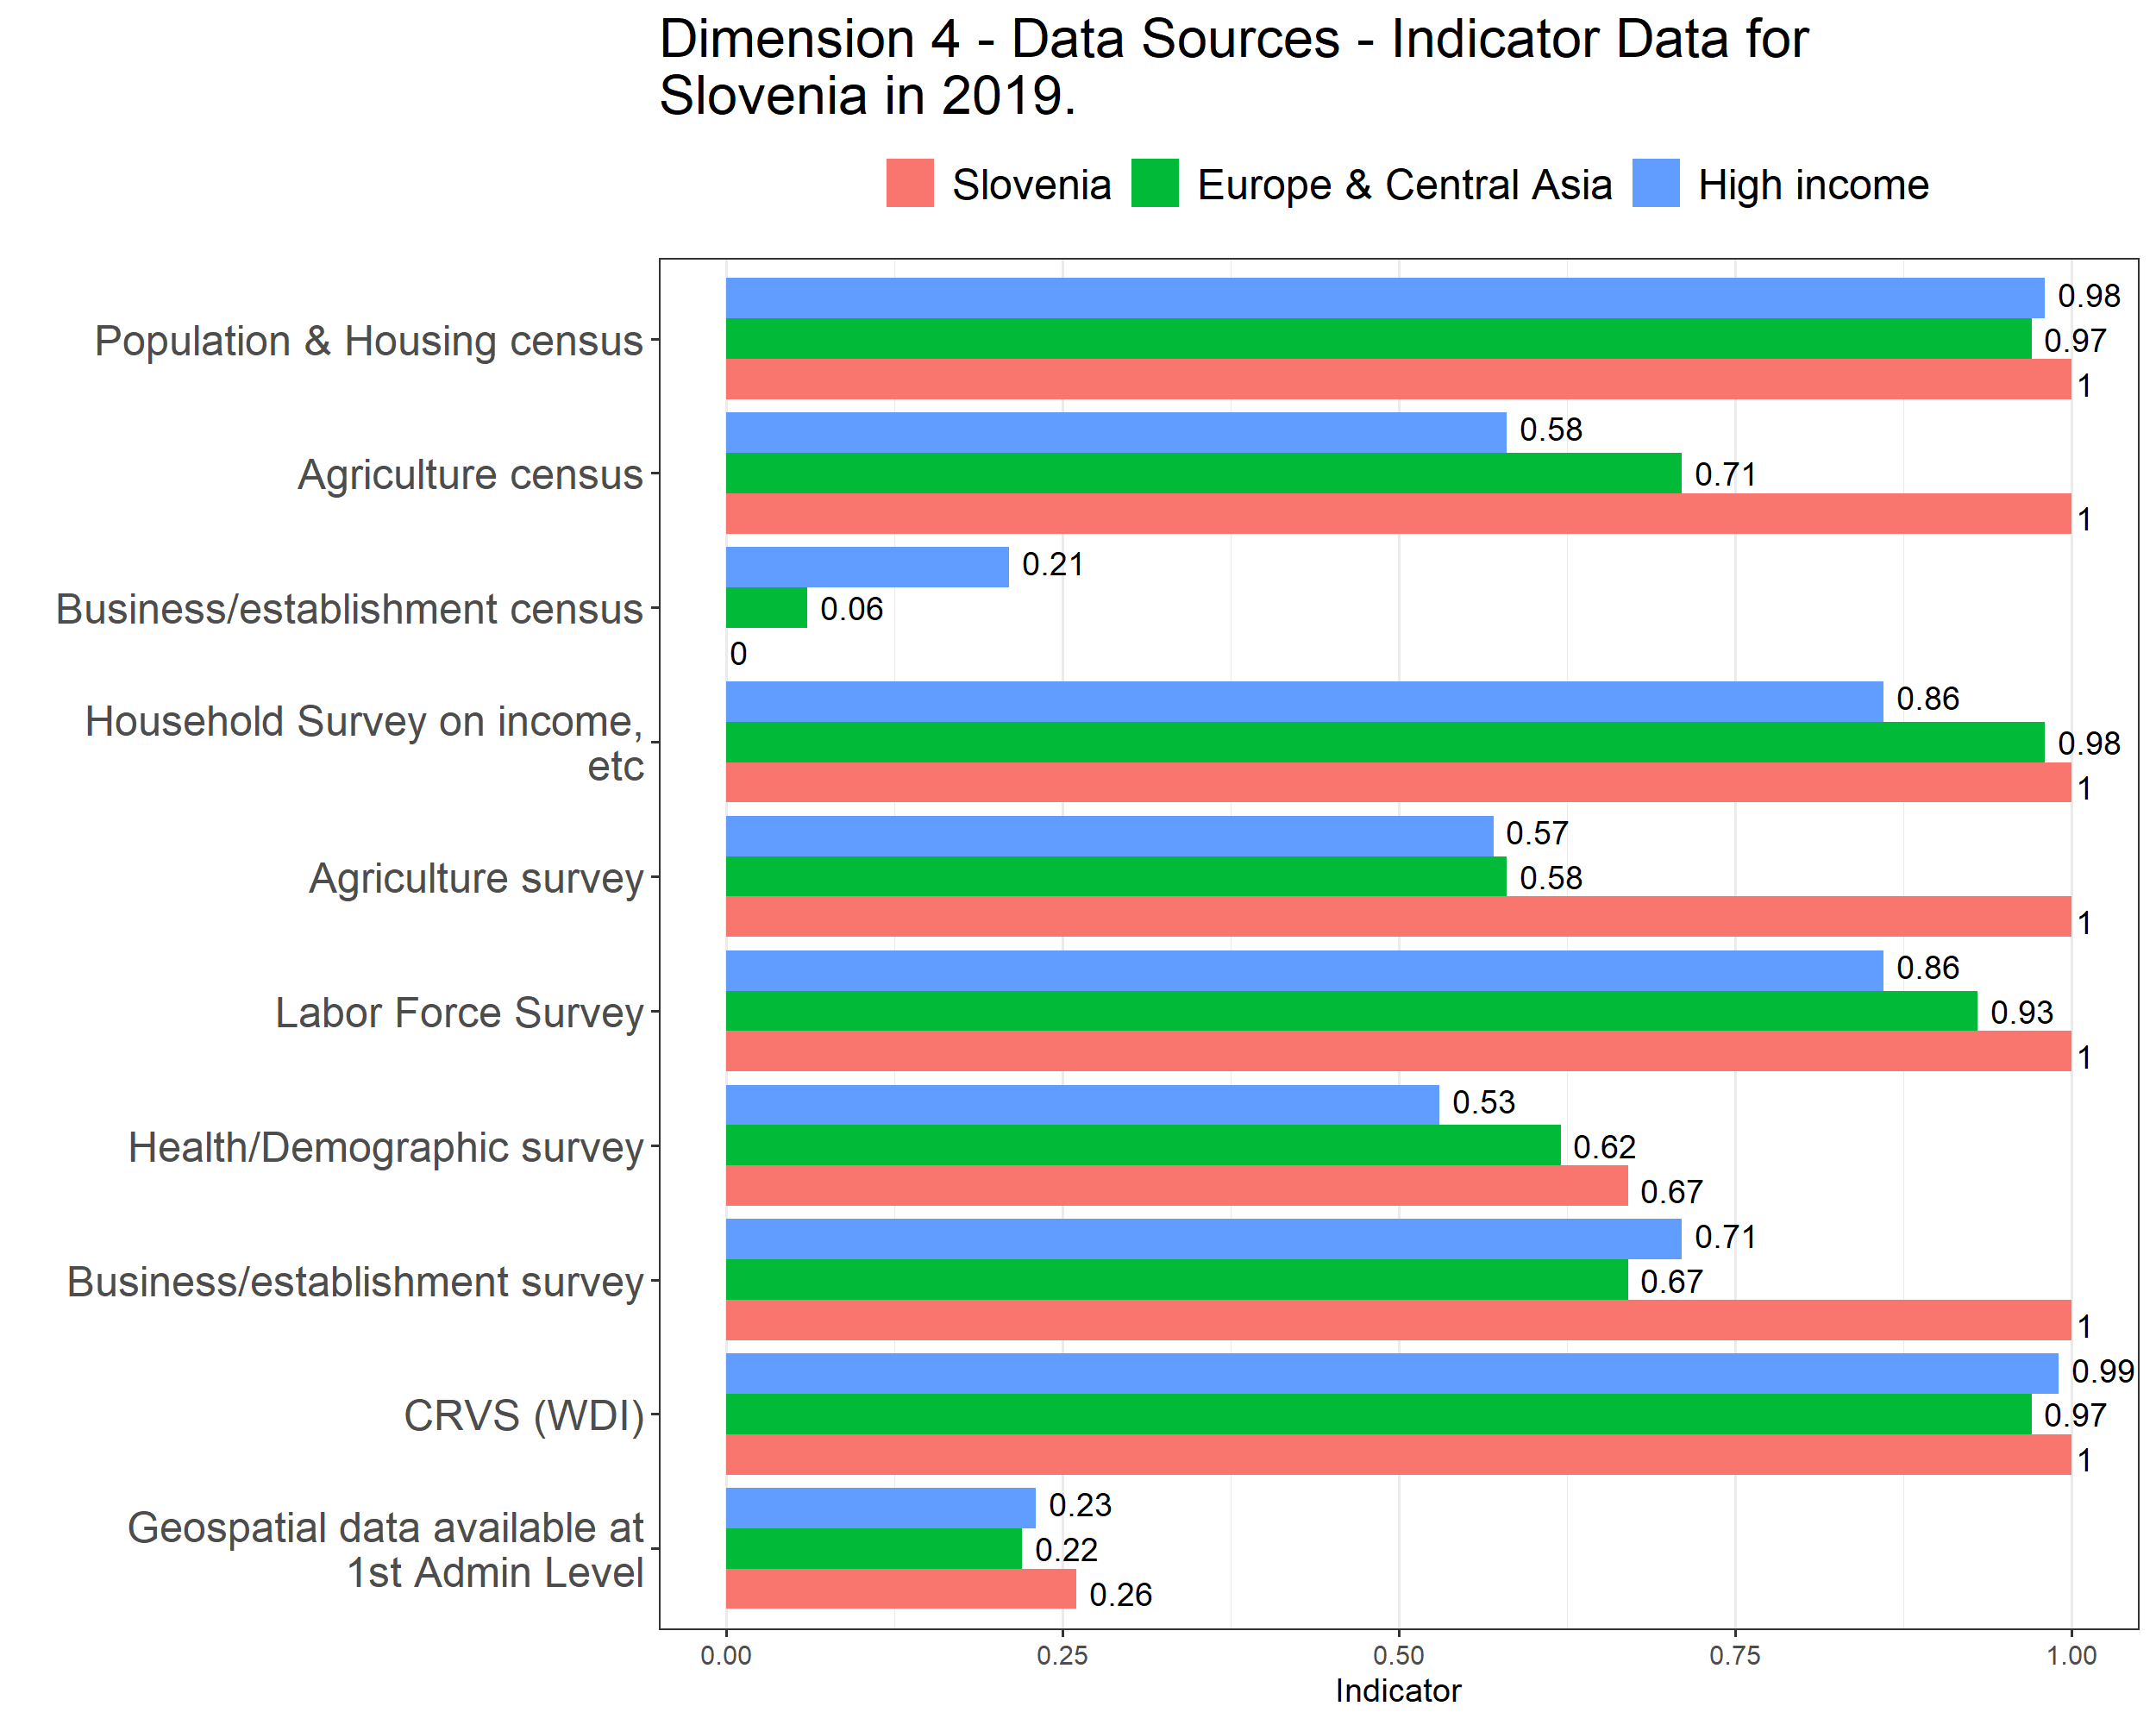 Dimension 4 - Data Sources - Indicator Data for
Slovenia in 2019.
Slovenia Europe & Central Asia High income
Population & Housing census
0.98
0.97
1
Agriculture census
0.58
0.71
1
Business/establishment census
0.21
0.06
0
Household Survey on income,
etc
0.86
0.98
1
Agriculture survey
0.57
0.58
1
Labor Force Survey
0.86
0.93
1
Health/Demographic survey
0.53
0.62
0.67
Business/establishment survey
0.71
0.67
1
CRVS (WDI)
0.99
0.97
1
Geospatial data available at
1st Admin Level
0.23
0.22
0.26
0.00 0.25 0.50 0.75 1.00
Indicator